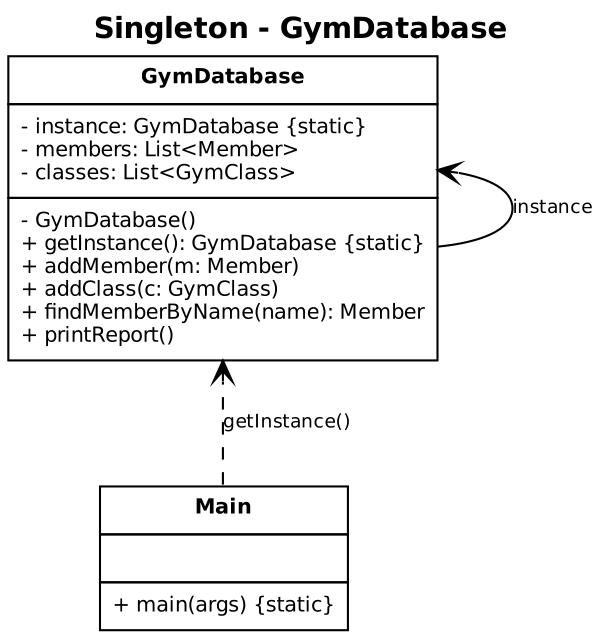 Singleton - GymDatabase
GymDatabase
- instance: GymDatabase {static}
- members: List<Member>
- classes: List<GymClass>
- GymDatabase()
+ getInstance(): GymDatabase {static}
+ addMember(m: Member)
+ addClass(c: GymClass)
+ findMemberByName(name): Member
+ printReport()
instance
getInstance()
Main
+ main(args) {static}